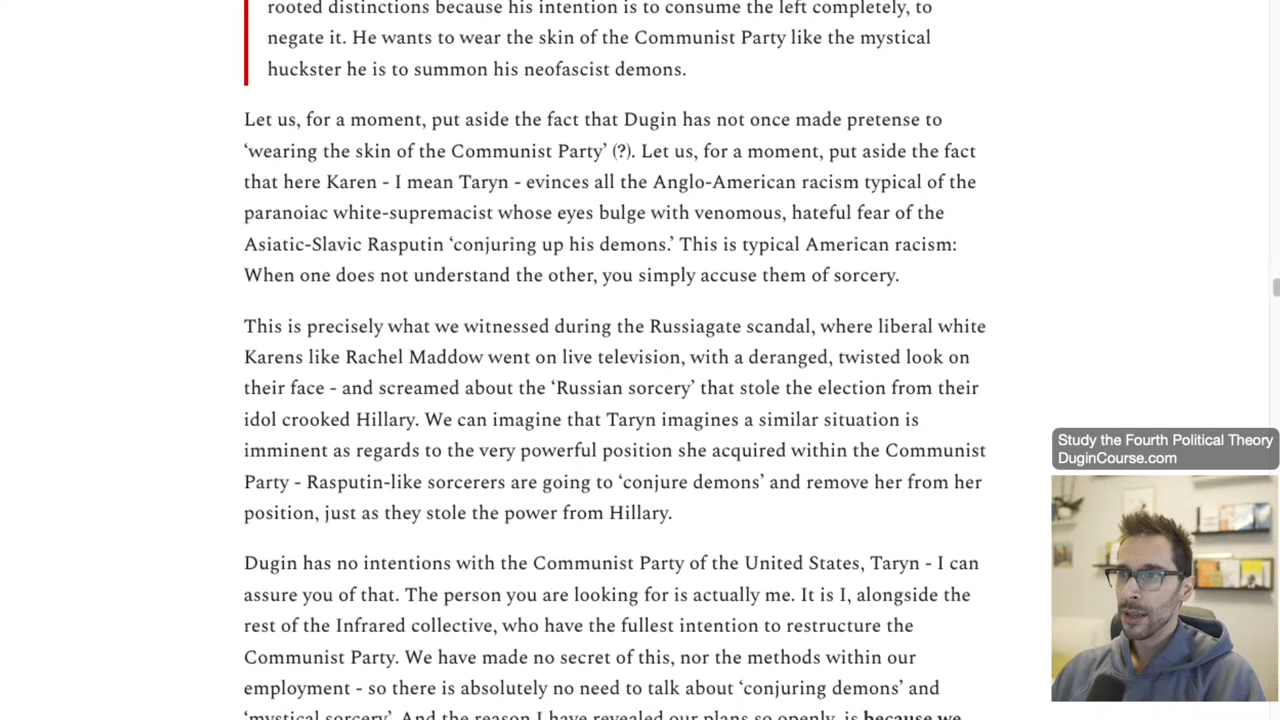 rooted distinctions because his intention is to consume the left completely, to
negate it. He wants to wear the skin of the Communist Party like the mystical
huckster he is to summon his neofascist demons.
Let us, for a moment, put aside the fact that Dugin has not once made pretense to
‘wearing the skin of the Communist Party’ (?). Let us, for a moment, put aside the fact
that here Karen - I mean Taryn - evinces all the Anglo-American racism typical of the
paranoiac white-supremacist whose eyes bulge with venomous, hateful fear of the
Asiatic-Slavic Rasputin ‘conjuring up his demons.’ This is typical American racism:
When one does not understand the other, you simply accuse them of sorcery.
This is precisely what we witnessed during the Russiagate scandal, where liberal white
Karens like Rachel Maddow went on live television, with a deranged, twisted look on
their face - and screamed about the ‘Russian sorcery’ that stole the election from their
idol crooked Hillary. We can imagine that Taryn imagines a similar situation is
imminent as regards to the very powerful position she acquired within the Communist
Party - Rasputin-like sorcerers are going to ‘conjure demons’ and remove her from her
position, just as they stole the power from Hillary.
Dugin has no intentions with the Communist Party of the United States, Taryn - I can
assure you of that. The person you are looking for is actually me. It is I, alongside the
rest of the Infrared collective, who have the fullest intention to restructure the
Communist Party. We have made no secret of this, nor the methods within our
employment - so there is absolutely no need to talk about ‘conjuring demons’ and
‘mystical sorcery’. And the reason I have revealed our plans so openly, is because we
Study the Fourth Political Theory
DuginCourse.com